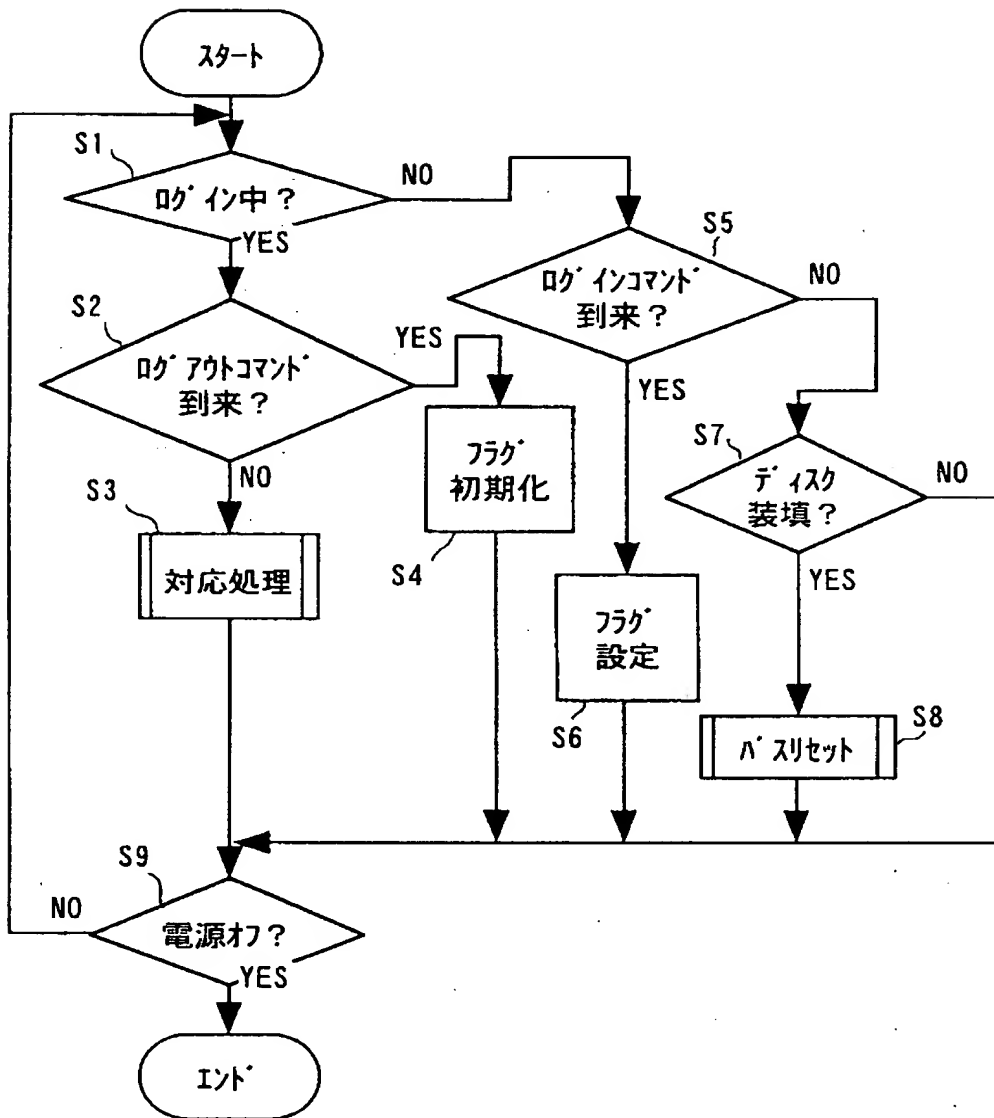 スタート
S1
ログイン中?
NO
YES
S5
ログインコマンド
到来?
NO
YES
S2
ログアウトコマンド
到来?
YES
NO
フラグ
初期化
S4
S7
ディスク
装填?
NO
YES
S3
対応処理
フラグ
設定
S6
バスリセット
S8
S9
電源オフ?
NO
YES
エンド